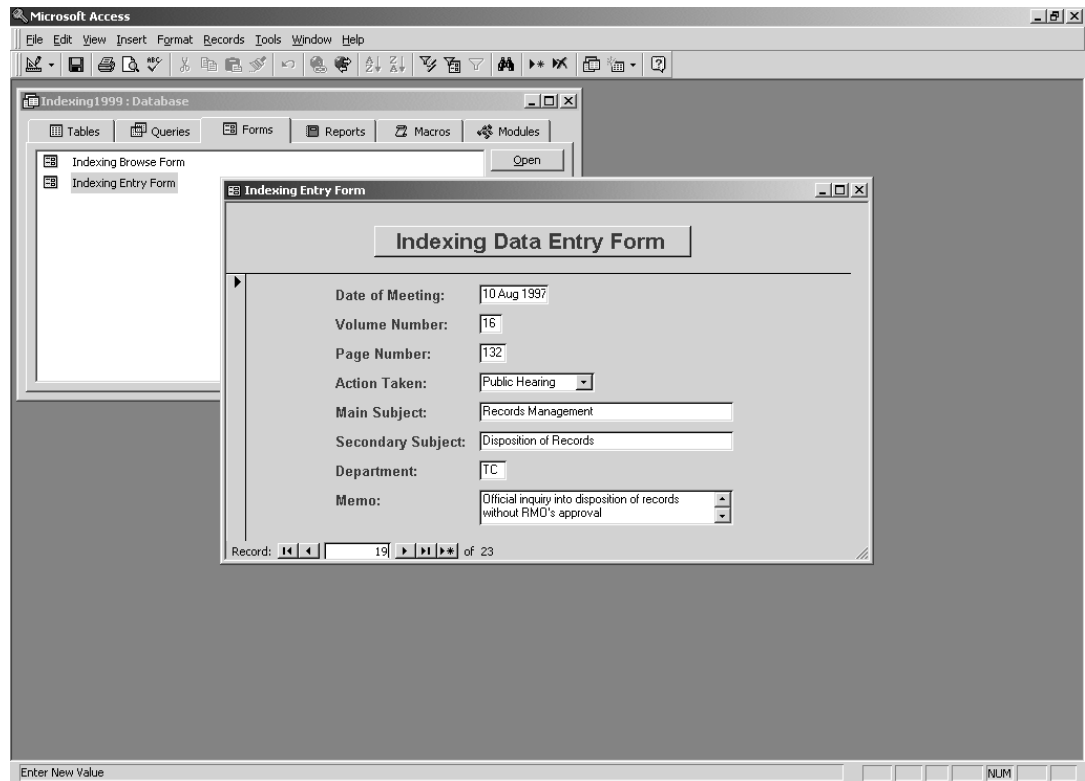 Microsoft Access
File Edit View Insert Format Records Tools Window Help
Indexing1999 : Database
Tables Queries Forms Reports Macros Modules
Indexing Browse Form
Open
Indexing Entry Form
Indexing Entry Form
Indexing Data Entry Form
Date of Meeting: 10 Aug 1997
Volume Number: 16
Page Number: 132
Action Taken: Public Hearing
Main Subject: Records Management
Secondary Subject: Disposition of Records
Department: TC
Memo: Official inquiry into disposition of records
without RMO's approval
Record: 19 of 23
Enter New Value
NUM